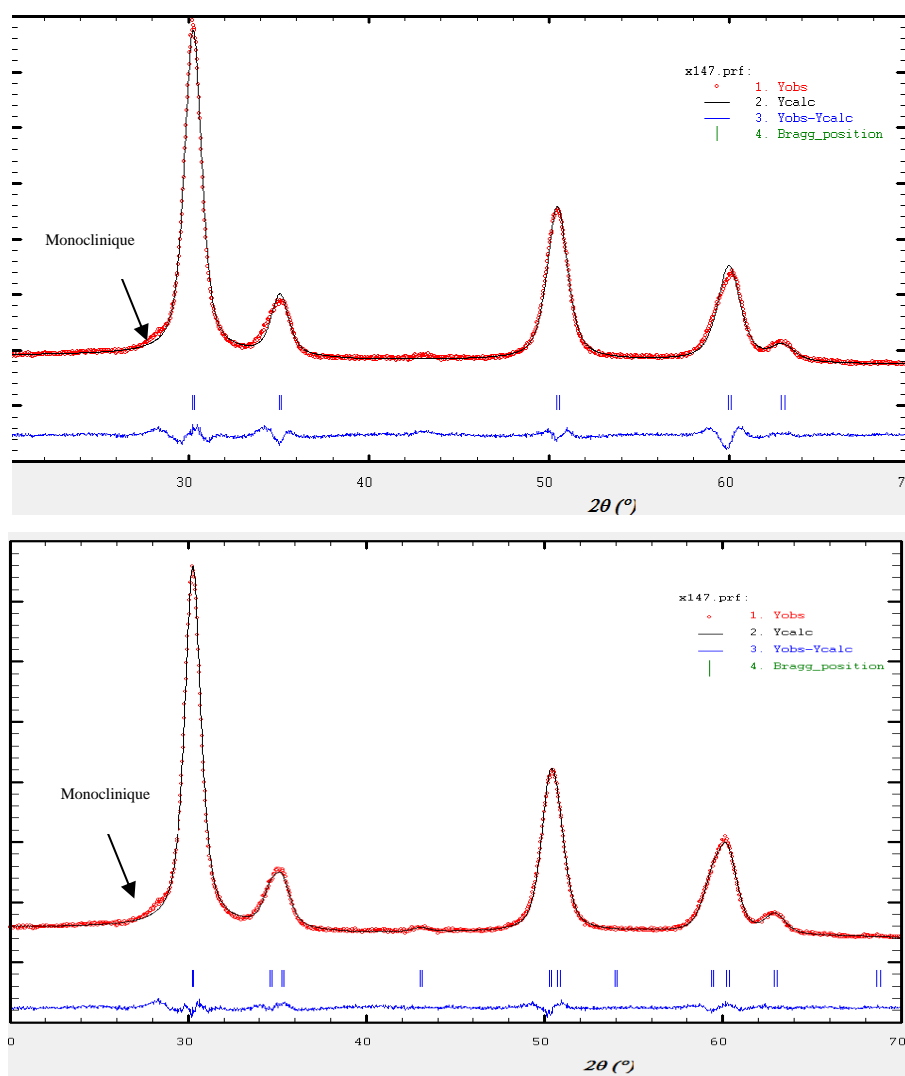 x147.prf:
1. Yobs
2. Ycalc
3. Yobs-Ycalc
4. Bragg_position
Monoclinique
30 40 50 60 7
2θ (°)
x147.prf:
1. Yobs
2. Ycalc
3. Yobs-Ycalc
4. Bragg_position
Monoclinique
0 30 40 50 60 70
2θ (°)